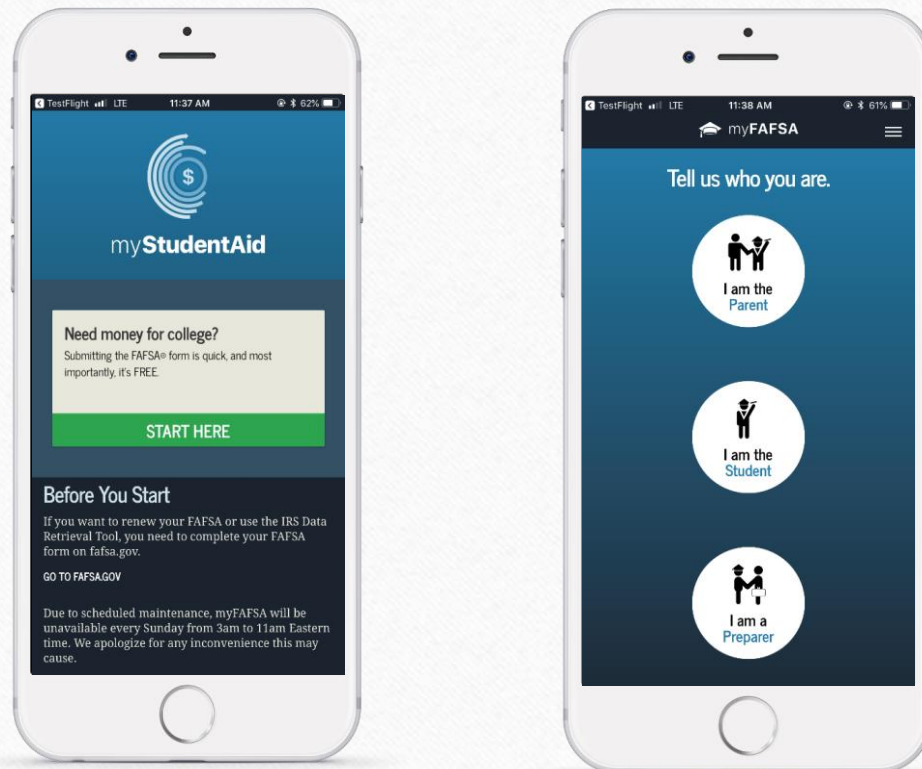 TestFlight LTE 11:37 AM 62%
$
myStudentAid
Need money for college?
Submitting the FAFSA® form is quick, and most
importantly, it's FREE.
START HERE
Before You Start
If you want to renew your FAFSA or use the IRS Data
Retrieval Tool, you need to complete your FAFSA
form on fafsa.gov.
GO TO FAFSA.GOV
Due to scheduled maintenance, myFAFSA will be
unavailable every Sunday from 3am to 11am Eastern
time. We apologize for any inconvenience this may
cause.
TestFlight LTE 11:38 AM 61%
myFAFSA
Tell us who you are.
I am the
Parent
I am the
Student
I am a
Preparer